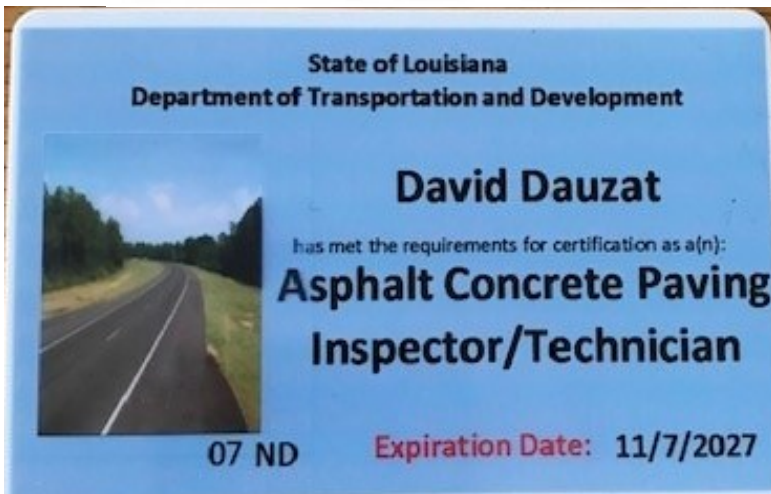 State of Louisiana
Department of Transportation and Development
David Dauzat
has met the requirements for certification as a(n):
Asphalt Concrete Paving
Inspector/Technician
07 ND
Expiration Date: 11/7/2027